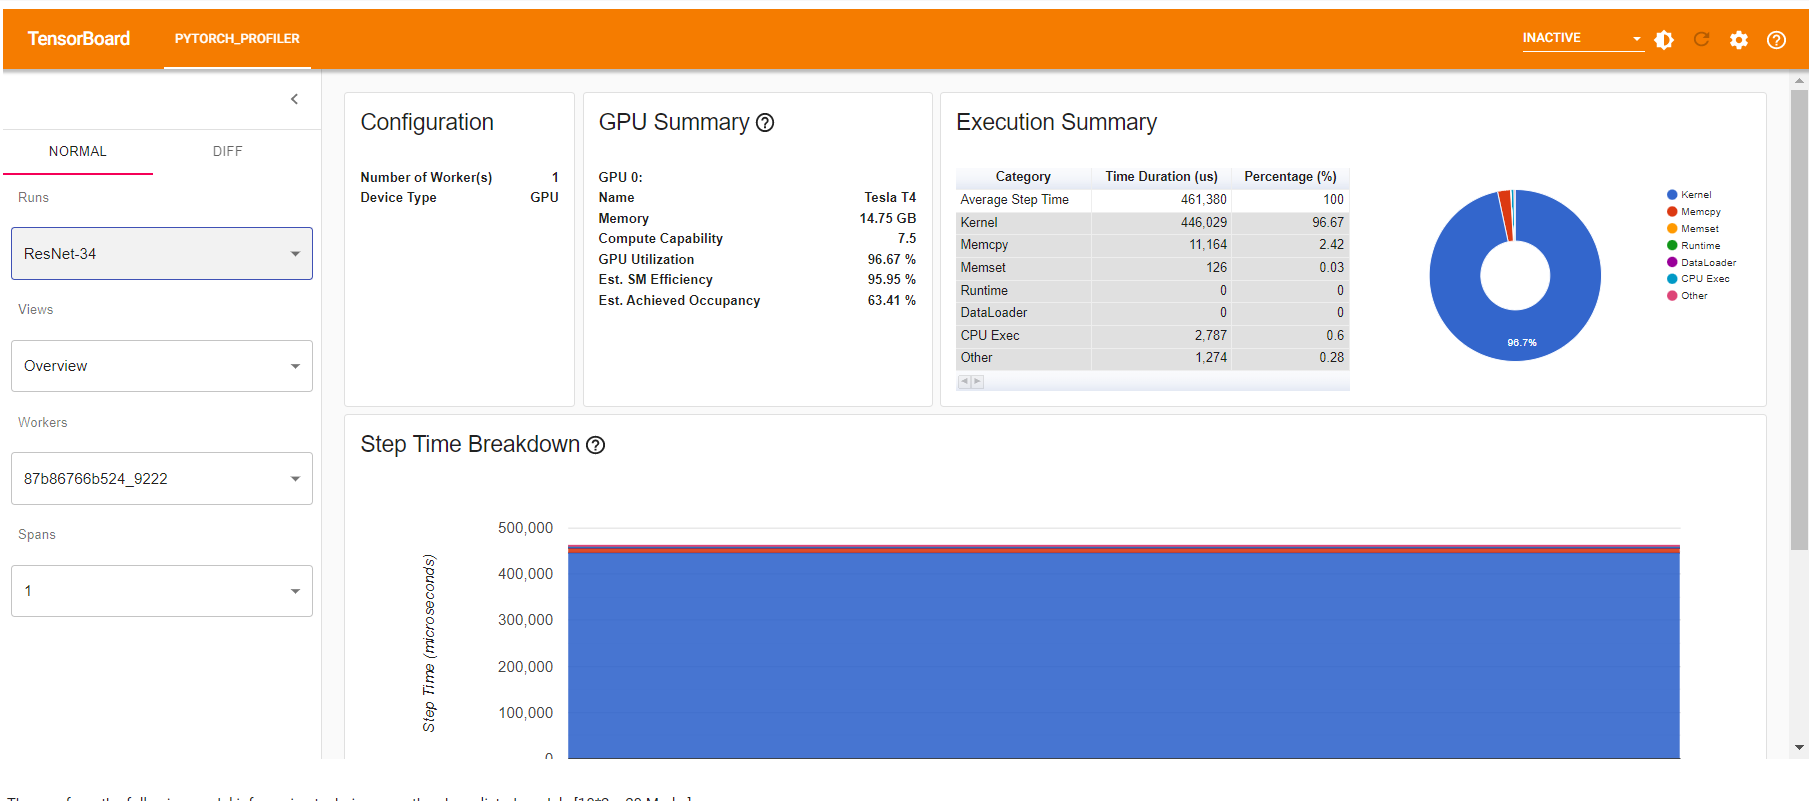 TensorBoard
PYTORCH_PROFILER
INACTIVE
NORMAL
DIFF
Runs
ResNet-34
Views
Overview
Workers
87b86766b524_9222
Spans
1
Configuration
Number of Worker(s) 1
Device Type GPU
GPU Summary
GPU 0:
Name Tesla T4
Memory 14.75 GB
Compute Capability 7.5
GPU Utilization 96.67 %
Est. SM Efficiency 95.95 %
Est. Achieved Occupancy 63.41 %
Execution Summary
Category Time Duration (us) Percentage (%)
Average Step Time 461,380 100
Kernel 446,029 96.67
Memcpy 11,164 2.42
Memset 126 0.03
Runtime 0 0
DataLoader 0 0
CPU Exec 2,787 0.6
Other 1,274 0.28
96.7%
Kernel
Memcpy
Memset
Runtime
DataLoader
CPU Exec
Other
Step Time Breakdown
Step Time (microseconds)
500,000
400,000
300,000
200,000
100,000
0